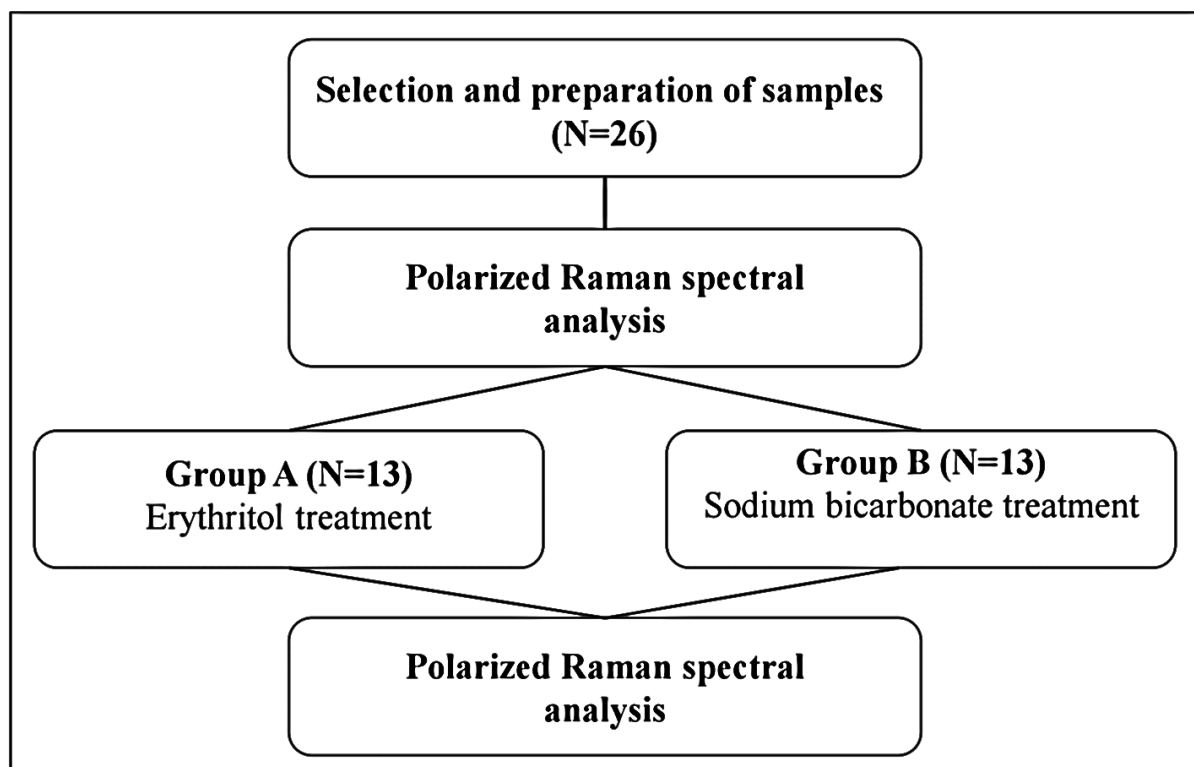 Selection and preparation of samples
(N=26)
Polarized Raman spectral
analysis
Group A (N=13)
Erythritol treatment
Group B (N=13)
Sodium bicarbonate treatment
Polarized Raman spectral
analysis